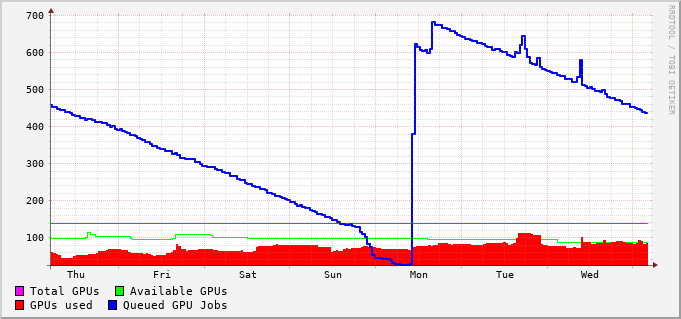 700
600
500
400
300
200
100
Thu Fri Sat Sun Mon Tue Wed
Total GPUs Available GPUs
GPUs used Queued GPU Jobs
RRDTOOL / TOBI OETIKER